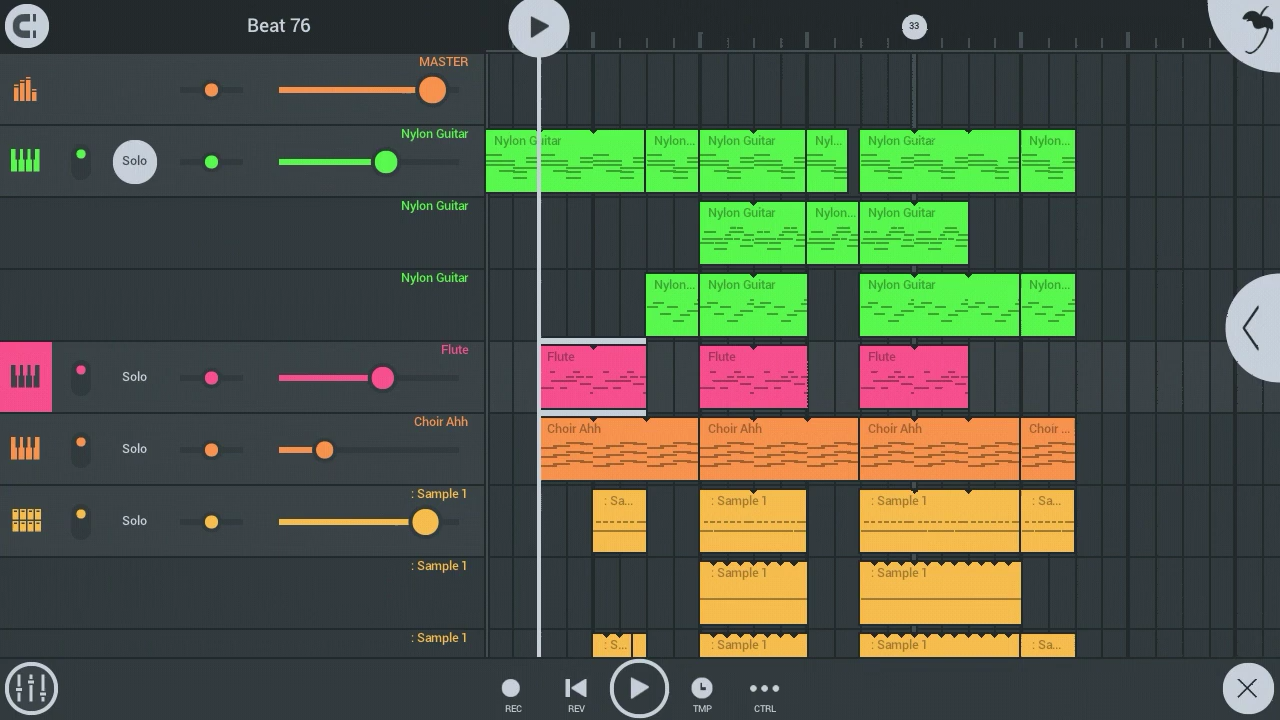 Beat 76
33
MASTER
Nylon Guitar
Solo
Nylon Guitar
Nylon...
Nylon Guitar
Nyl...
Nylon Guitar
Nylon...
Nylon Guitar
Nylon Guitar
Nylon...
Nylon Guitar
Nylon Guitar
Nylon...
Nylon Guitar
Nylon Guitar
Nylon...
Flute
Solo
Flute
Flute
Flute
Choir Ahh
Solo
Choir Ahh
Choir Ahh
Choir Ahh
Choir ...
: Sample 1
Solo
: Sa...
: Sample 1
: Sample 1
: Sa...
: Sample 1
: Sample 1
: Sample 1
: Sample 1
: S...
: Sample 1
: Sample 1
: Sa...
REC
REV
TMP
CTRL